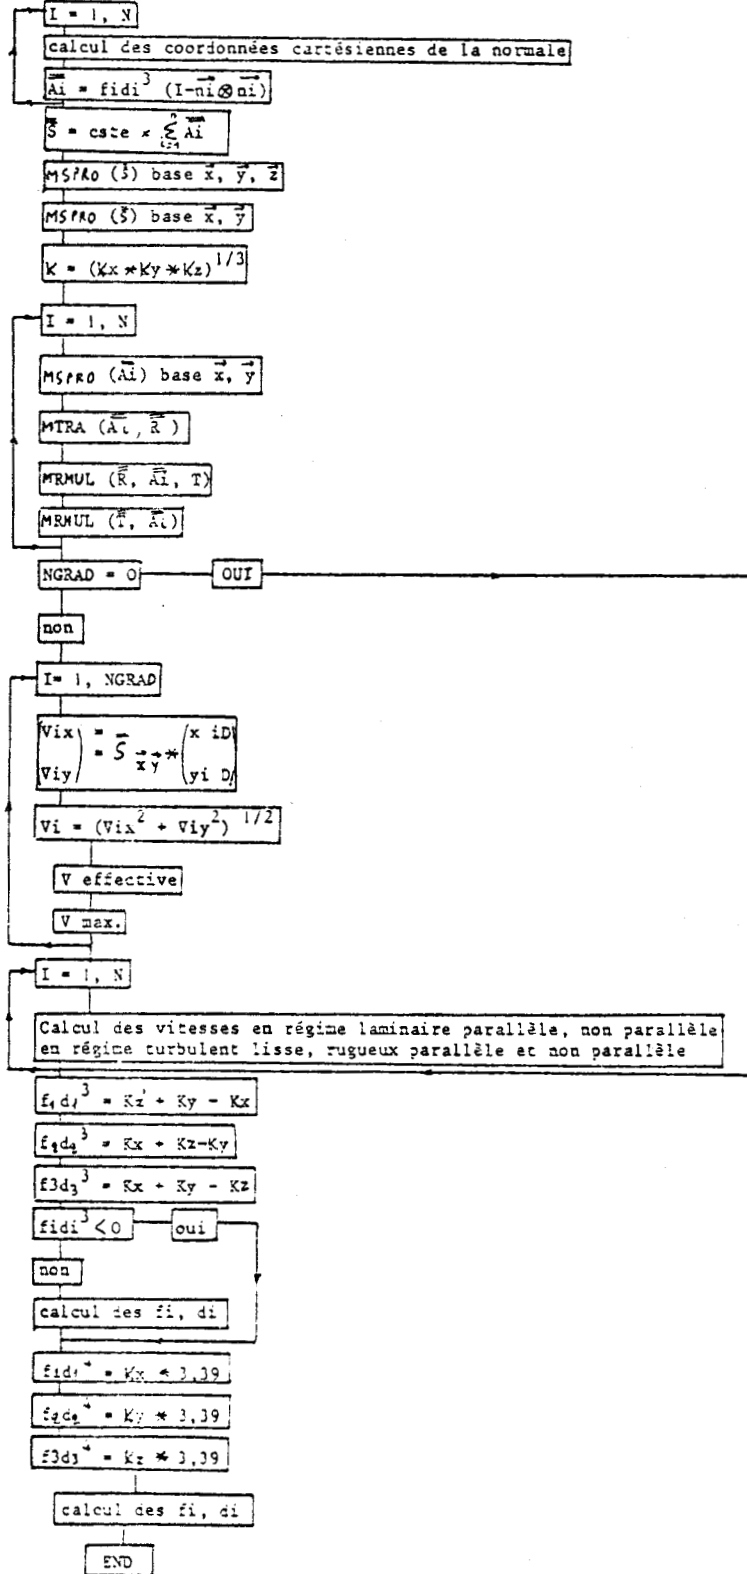 I = 1, N
calcul des coordonnées cartésiennes de la normale
Ai = fidi³ (I-ni⊗ni)
S = cste × Σ Ai
MSPRO (S) base x, y, z
MSPRO (S) base x, y
K = (Kx*Ky*Kz)^1/3
I = 1, N
MSPRO (Ai) base x, y
MTRA (Ai, R)
MRMUL (R, Ai, T)
MRMUL (T, Ai)
NGRAD = 0 OUI
non
I= 1, NGRAD
Vix = x iD
= S x y *
Viy yi D
Vi = (Vix² + Viy²)^1/2
V effective
V max.
I = 1, N
Calcul des vitesses en régime laminaire parallèle, non parallèle
en régime turbulent lisse, rugueux parallèle et non parallèle
f₁d₁³ = Kz + Ky - Kx
f₂d₂³ = Kx + Kz-Ky
f3d₃³ = Kx + Ky - Kz
fidi³ <0 oui
non
calcul des fi, di
f1d1⁴ = Kx * 3,39
f₂d₂⁴ = Ky * 3,39
f3d3⁴ = Kz * 3,39
calcul des fi, di
END